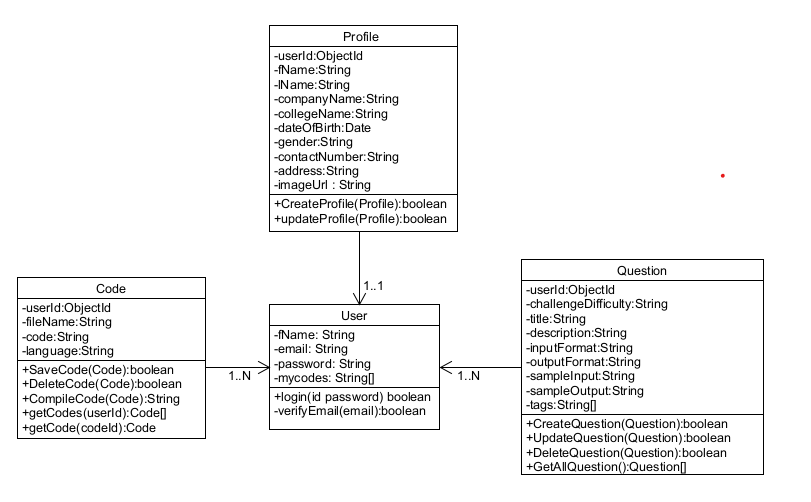 Profile
-userId:ObjectId
-fName:String
-lName:String
-companyName:String
-collegeName:String
-dateOfBirth:Date
-gender:String
-contactNumber:String
-address:String
-imageUrl : String
+CreateProfile(Profile):boolean
+updateProfile(Profile):boolean
1..1
Code
-userId:ObjectId
-fileName:String
-code:String
-language:String
+SaveCode(Code):boolean
+DeleteCode(Code):boolean
+CompileCode(Code):String
+getCodes(userId):Code[]
+getCode(codeId):Code
1..N
User
-fName: String
-email: String
-password: String
-mycodes: String[]
+login(id password) boolean
-verifyEmail(email):boolean
1..N
Question
-userId:ObjectId
-challengeDifficulty:String
-title:String
-description:String
-inputFormat:String
-outputFormat:String
-sampleInput:String
-sampleOutput:String
-tags:String[]
+CreateQuestion(Question):boolean
+UpdateQuestion(Question):boolean
+DeleteQuestion(Question):boolean
+GetAllQuestion():Question[]